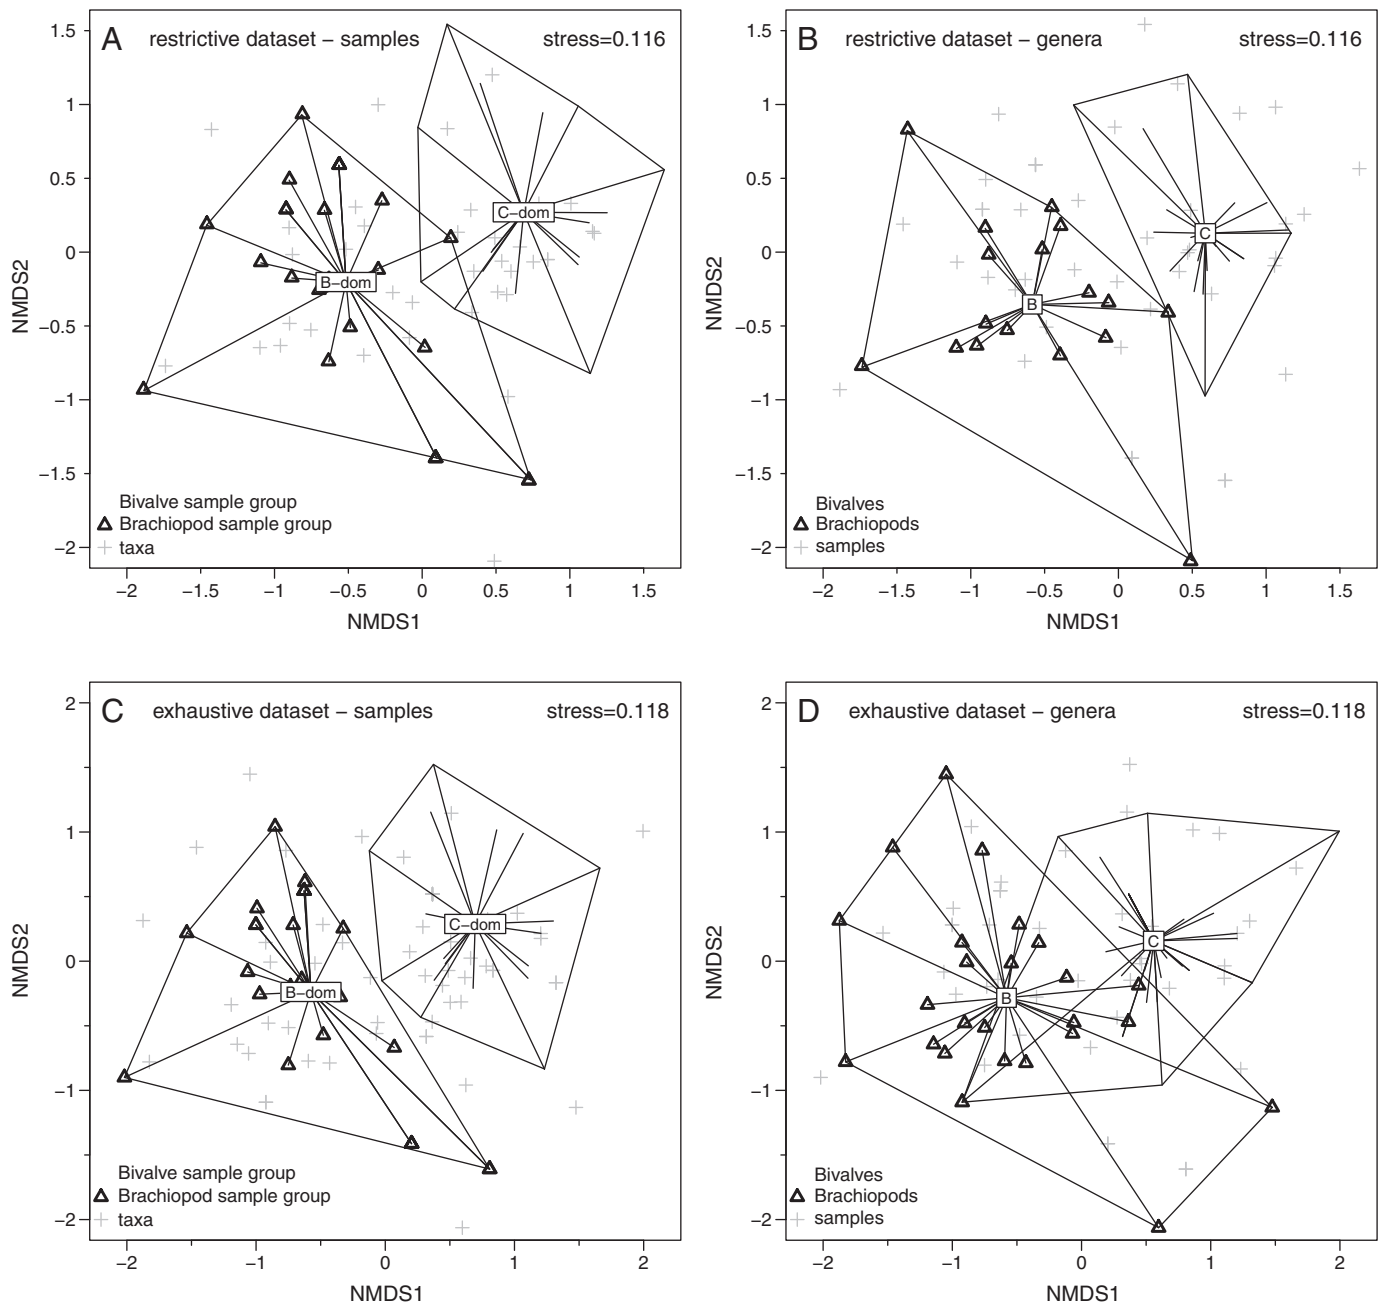 A restrictive dataset – samples stress=0.116
1.5
1
0.5
0
−0.5
−1
−1.5
−2
NMDS2
C−dom
B−dom
Bivalve sample group
Brachiopod sample group
taxa
−2 −1.5 −1 −0.5 0 0.5 1 1.5
NMDS1
B restrictive dataset – genera stress=0.116
1.5
1
0.5
0
−0.5
−1
−1.5
−2
NMDS2
C
B
Bivalves
Brachiopods
samples
−2 −1.5 −1 −0.5 0 0.5 1 1.5
NMDS1
C exhaustive dataset – samples stress=0.118
2
1
0
−1
−2
NMDS2
C−dom
B−dom
Bivalve sample group
Brachiopod sample group
taxa
−2 −1 0 1 2
NMDS1
D exhaustive dataset – genera stress=0.118
2
1
0
−1
−2
NMDS2
C
B
Bivalves
Brachiopods
samples
−2 −1 0 1 2
NMDS1